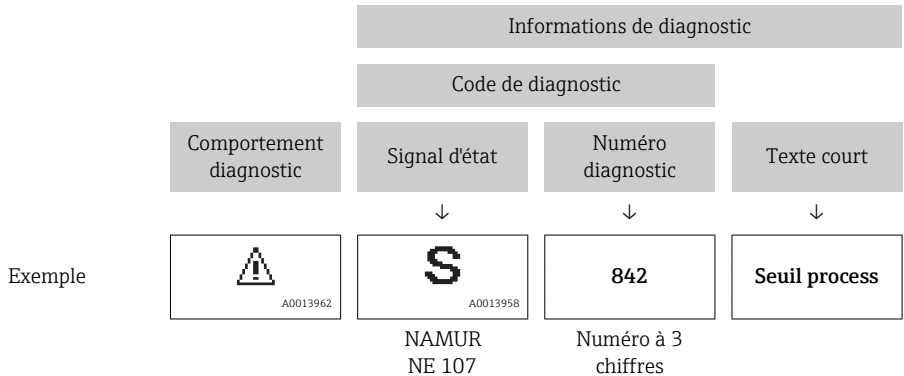 Informations de diagnostic
Code de diagnostic
Comportement
diagnostic
Signal d'état
Numéro
diagnostic
Texte court
↓ ↓ ↓
Exemple
A0013962
S
A0013958
842
Seuil process
NAMUR
NE 107
Numéro à 3
chiffres